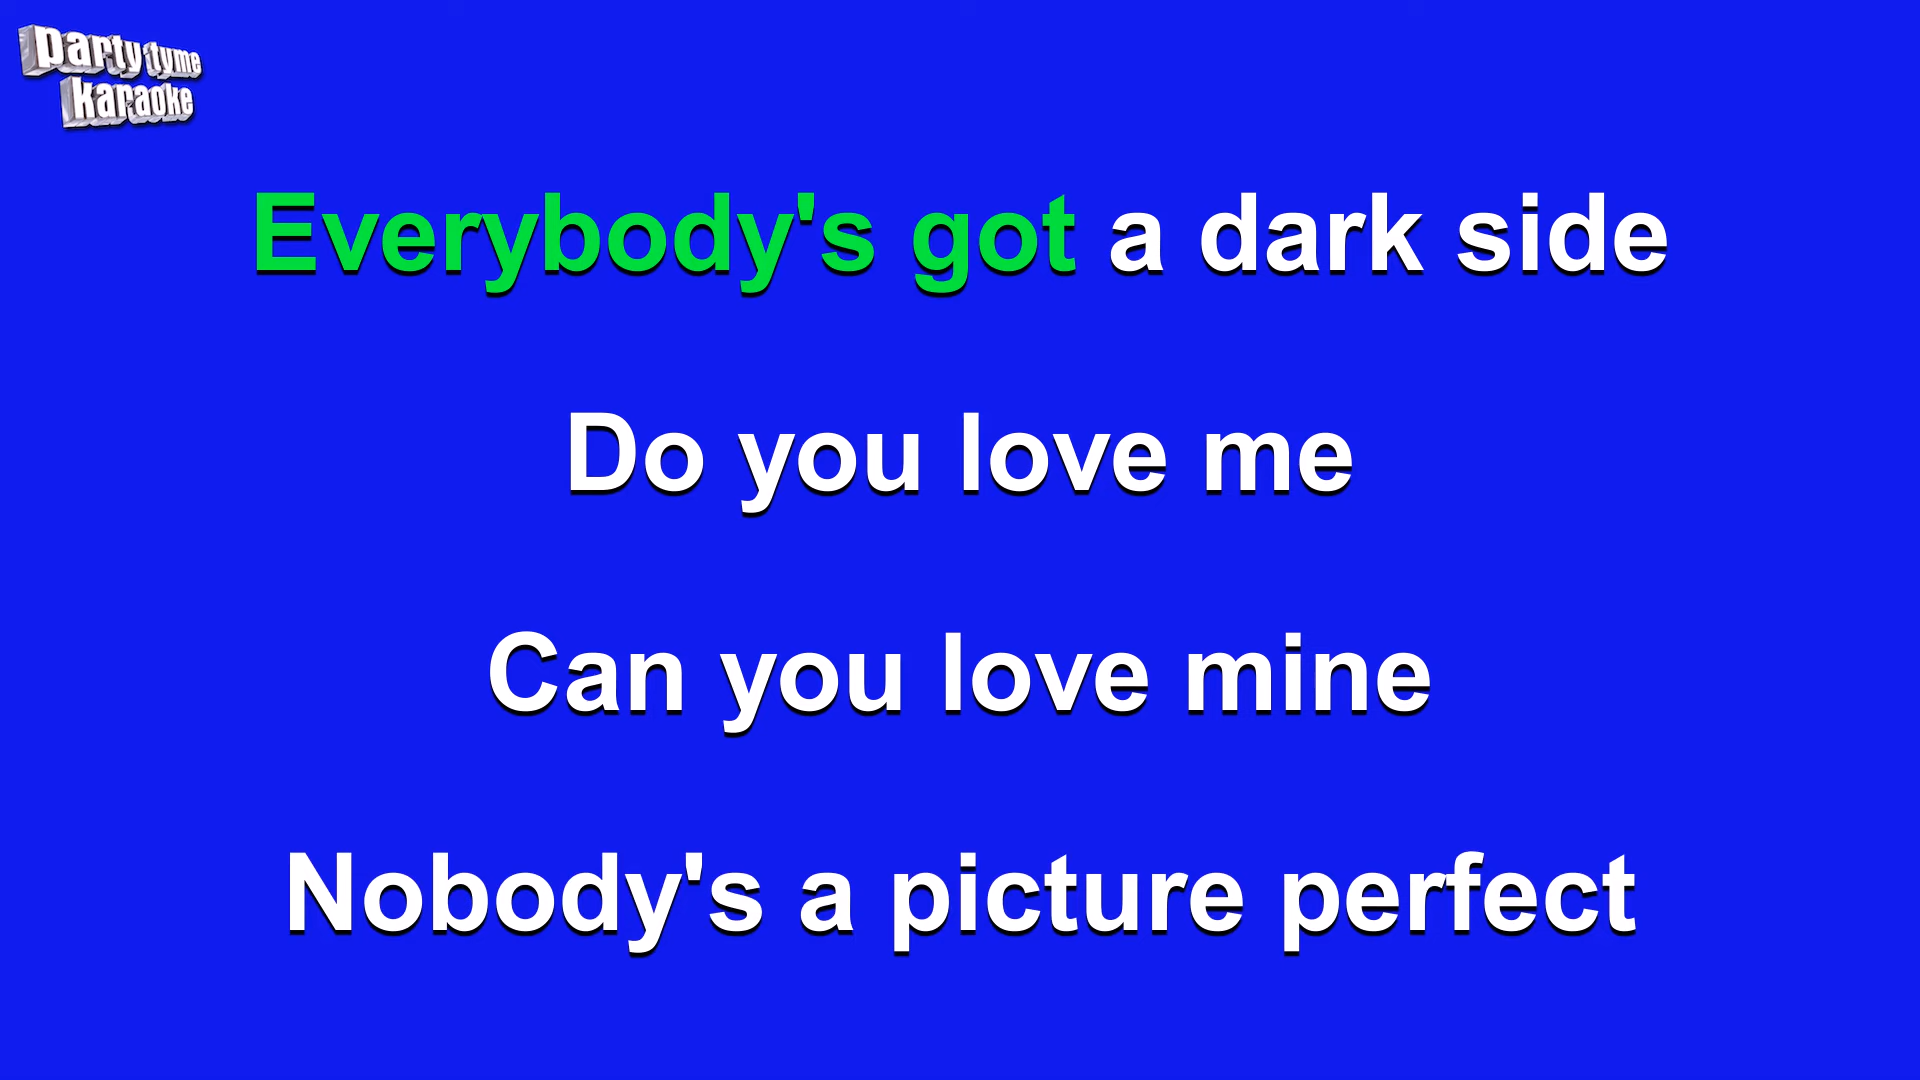 party tyme
karaoke
Everybody's got a dark side
Do you love me
Can you love mine
Nobody's a picture perfect